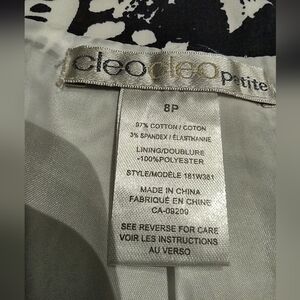 cleocleo petite
8P
97% COTTON / COTON
3% SPANDEX / ÉLASTHANNE
LINING/DOUBLURE
-100%POLYESTER
STYLE/MODÈLE 181W381
MADE IN CHINA
FABRIQUÉ EN CHINE
CA-09209
SEE REVERSE FOR CARE
VOIR LES INSTRUCTIONS
AU VERSO